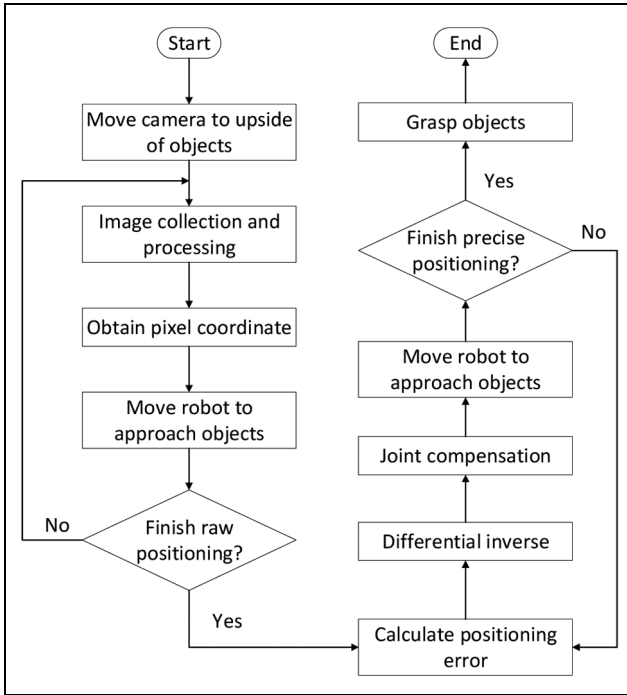 Start
Move camera to upside
of objects
Image collection and
processing
Obtain pixel coordinate
Move robot to
approach objects
No
Finish raw
positioning?
Yes
End
Grasp objects
Yes
Finish precise
positioning?
No
Move robot to
approach objects
Joint compensation
Differential inverse
Calculate positioning
error